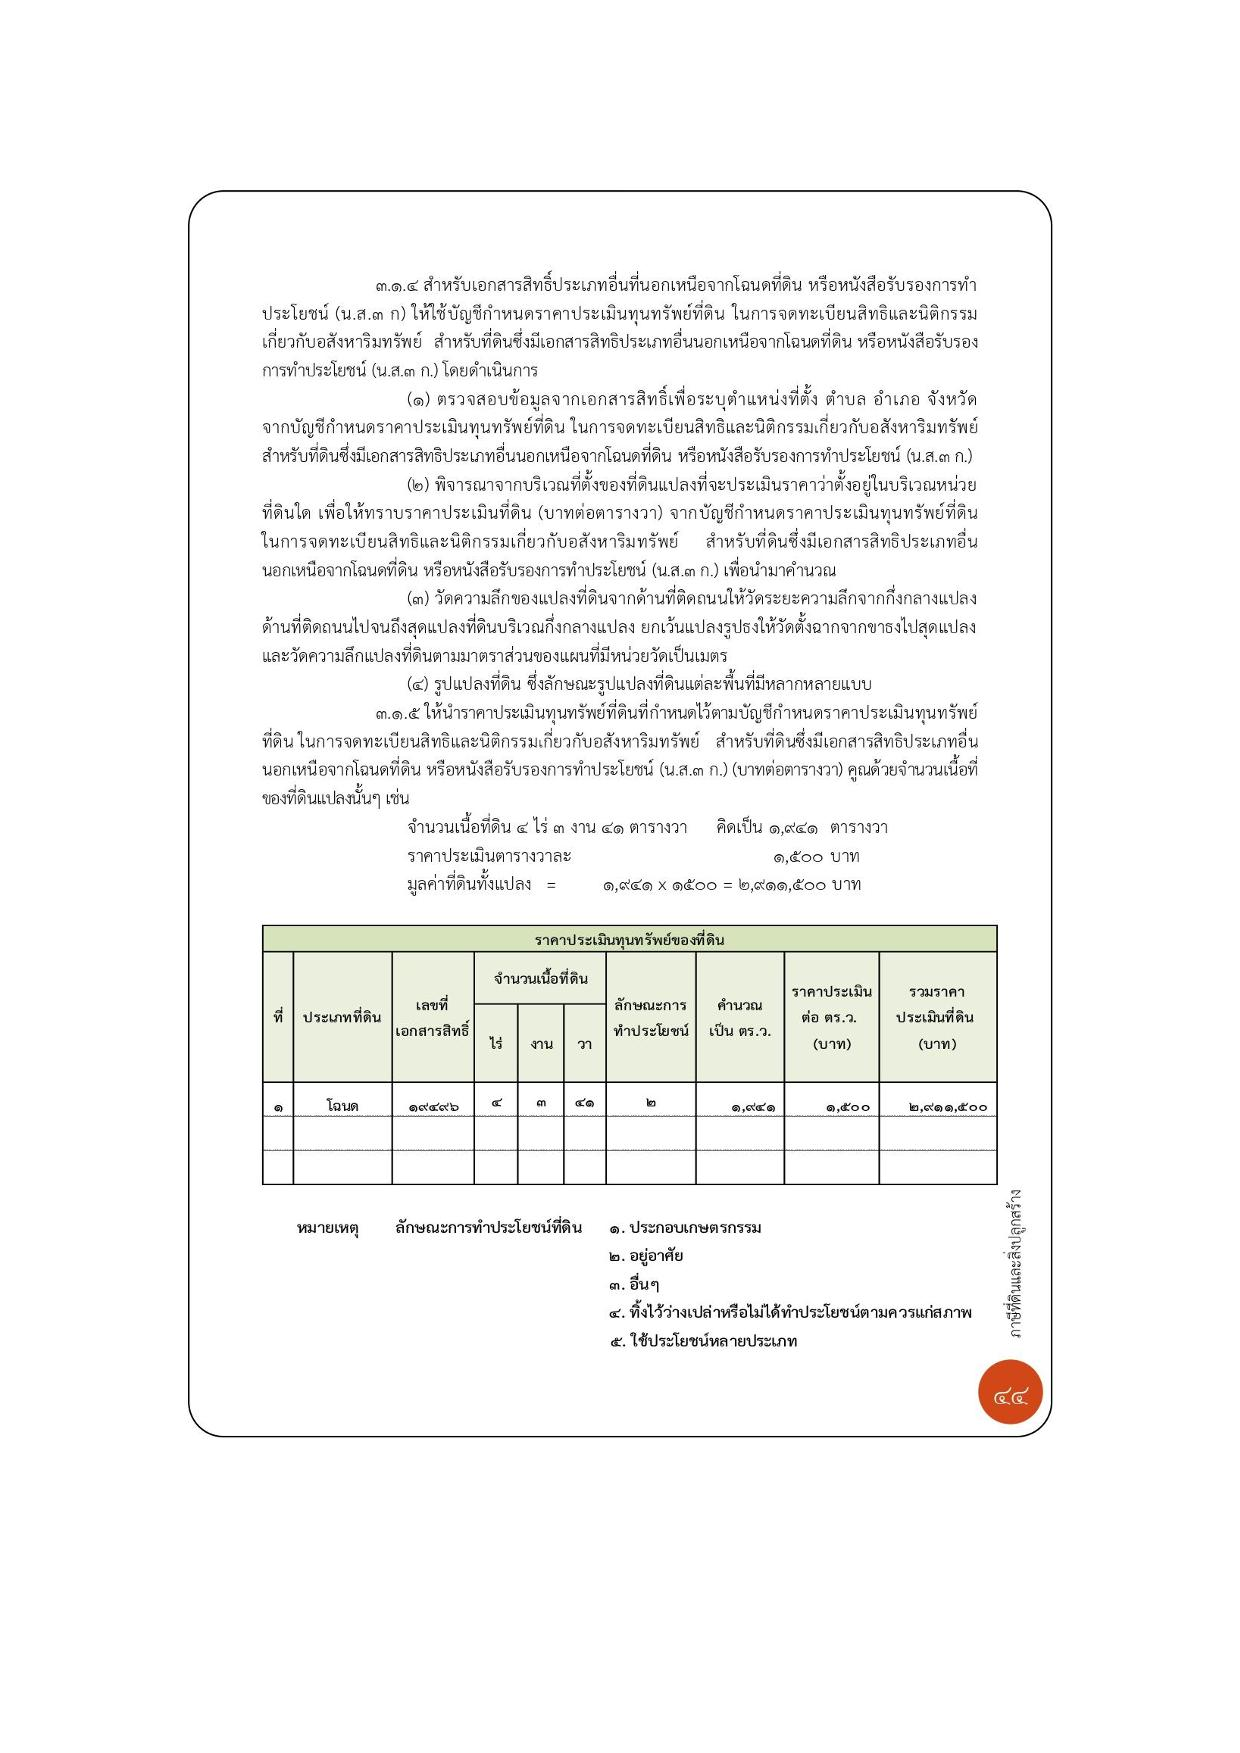 ๓.๑.๔ สำหรับเอกสารสิทธิ์ประเภทอื่นที่นอกเหนือจากโฉนดที่ดิน หรือหนังสือรับรองการทำ
ประโยชน์ (น.ส.๓ ก) ให้ใช้บัญชีกำหนดราคาประเมินทุนทรัพย์ที่ดิน ในการจดทะเบียนสิทธิและนิติกรรม
เกี่ยวกับอสังหาริมทรัพย์ สำหรับที่ดินซึ่งมีเอกสารสิทธิประเภทอื่นนอกเหนือจากโฉนดที่ดิน หรือหนังสือรับรอง
การทำประโยชน์ (น.ส.๓ ก.) โดยดำเนินการ
(๑) ตรวจสอบข้อมูลจากเอกสารสิทธิ์เพื่อระบุตำแหน่งที่ตั้ง ตำบล อำเภอ จังหวัด
จากบัญชีกำหนดราคาประเมินทุนทรัพย์ที่ดิน ในการจดทะเบียนสิทธิและนิติกรรมเกี่ยวกับอสังหาริมทรัพย์
สำหรับที่ดินซึ่งมีเอกสารสิทธิประเภทอื่นนอกเหนือจากโฉนดที่ดิน หรือหนังสือรับรองการทำประโยชน์ (น.ส.๓ ก.)
(๒) พิจารณาจากบริเวณที่ตั้งของที่ดินแปลงที่จะประเมินราคาว่าตั้งอยู่ในบริเวณหน่วย
ที่ดินใด เพื่อให้ทราบราคาประเมินที่ดิน (บาทต่อตารางวา) จากบัญชีกำหนดราคาประเมินทุนทรัพย์ที่ดิน
ในการจดทะเบียนสิทธิและนิติกรรมเกี่ยวกับอสังหาริมทรัพย์ สำหรับที่ดินซึ่งมีเอกสารสิทธิประเภทอื่น
นอกเหนือจากโฉนดที่ดิน หรือหนังสือรับรองการทำประโยชน์ (น.ส.๓ ก.) เพื่อนำมาคำนวณ
(๓) วัดความลึกของแปลงที่ดินจากด้านที่ติดถนนให้วัดระยะความลึกจากกึ่งกลางแปลง
ด้านที่ติดถนนไปจนถึงสุดแปลงที่ดินบริเวณกึ่งกลางแปลง ยกเว้นแปลงรูปธงให้วัดตั้งฉากจากขาธงไปสุดแปลง
และวัดความลึกแปลงที่ดินตามมาตราส่วนของแผนที่มีหน่วยวัดเป็นเมตร
(๔) รูปแปลงที่ดิน ซึ่งลักษณะรูปแปลงที่ดินแต่ละพื้นที่มีหลากหลายแบบ
๓.๑.๕ ให้นำราคาประเมินทุนทรัพย์ที่ดินที่กำหนดไว้ตามบัญชีกำหนดราคาประเมินทุนทรัพย์
ที่ดิน ในการจดทะเบียนสิทธิและนิติกรรมเกี่ยวกับอสังหาริมทรัพย์ สำหรับที่ดินซึ่งมีเอกสารสิทธิประเภทอื่น
นอกเหนือจากโฉนดที่ดิน หรือหนังสือรับรองการทำประโยชน์ (น.ส.๓ ก.) (บาทต่อตารางวา) คูณด้วยจำนวนเนื้อที่
ของที่ดินแปลงนั้นๆ เช่น
จำนวนเนื้อที่ดิน ๔ ไร่ ๓ งาน ๔๑ ตารางวา คิดเป็น ๑,๙๔๑ ตารางวา
ราคาประเมินตารางวาละ ๑,๕๐๐ บาท
มูลค่าที่ดินทั้งแปลง = ๑,๙๔๑ x ๑๕๐๐ = ๒,๙๑๑,๕๐๐ บาท
ราคาประเมินทุนทรัพย์ของที่ดิน
ที่ ประเภทที่ดิน เลขที่เอกสารสิทธิ์ จำนวนเนื้อที่ดิน ลักษณะการทำประโยชน์ คำนวณเป็น ตร.ว. ราคาประเมินต่อ ตร.ว. (บาท) รวมราคาประเมินที่ดิน (บาท)
ไร่ งาน วา
๑ โฉนด ๑๙๔๙๖ ๔ ๓ ๔๑ ๒ ๑,๙๔๑ ๑,๕๐๐ ๒,๙๑๑,๕๐๐
หมายเหตุ ลักษณะการทำประโยชน์ที่ดิน ๑. ประกอบเกษตรกรรม
๒. อยู่อาศัย
๓. อื่นๆ
๔. ทิ้งไว้ว่างเปล่าหรือไม่ได้ทำประโยชน์ตามควรแก่สภาพ
๕. ใช้ประโยชน์หลายประเภท
ภาษีที่ดินและสิ่งปลูกสร้าง
๔๔